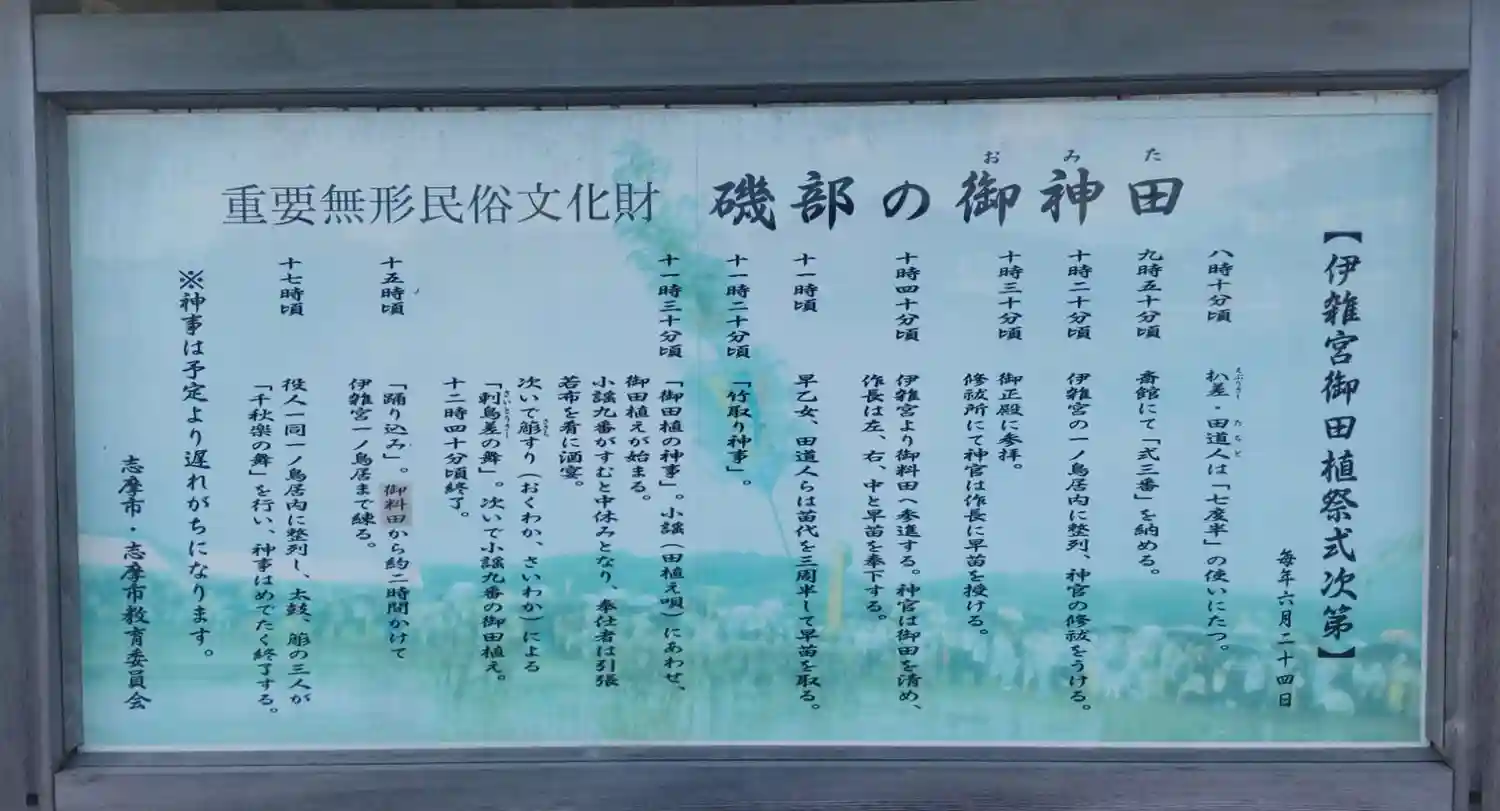 重要無形民俗文化財 磯部の御神田
おみた
【伊雑宮御田植祭式次第】
毎年六月二十四日
八時十分頃 朳差・田道人は「七度半」の使いにたつ。
えぶりさし たちど
九時五十分頃 斎館にて「式三番」を納める。
十時二十分頃 伊雑宮の一ノ鳥居内に整列、神官の修祓をうける。
十時三十分頃 御正殿に参拝。
修祓所にて神官は作長に早苗を授ける。
十時四十分頃 伊雑宮より御料田へ参進する。神官は御田を清め、
作長は左、右、中と早苗を奉下する。
十一時頃 早乙女、田道人らは苗代を三周半して早苗を取る。
十一時二十分頃 「竹取り神事」。
十一時三十分頃 「御田植の神事」。小謡(田植え唄)にあわせ、
御田植えが始まる。
小謡九番がすむと中休みとなり、奉仕者は引張
若布を肴に酒宴。
次いで簓すり(おくわか、さいわか)による
ささら
「刺鳥差の舞」。次いで小謡九番の御田植え。
さいとりさし
十二時四十分頃終了。
十五時頃 「踊り込み」。御料田から約二時間かけて
伊雑宮一ノ鳥居まで練る。
十七時頃 役人一同一ノ鳥居内に整列し、太鼓、簓の三人が
「千秋楽の舞」を行い、神事はめでたく終了する。
※神事は予定より遅れがちになります。
志摩市・志摩市教育委員会